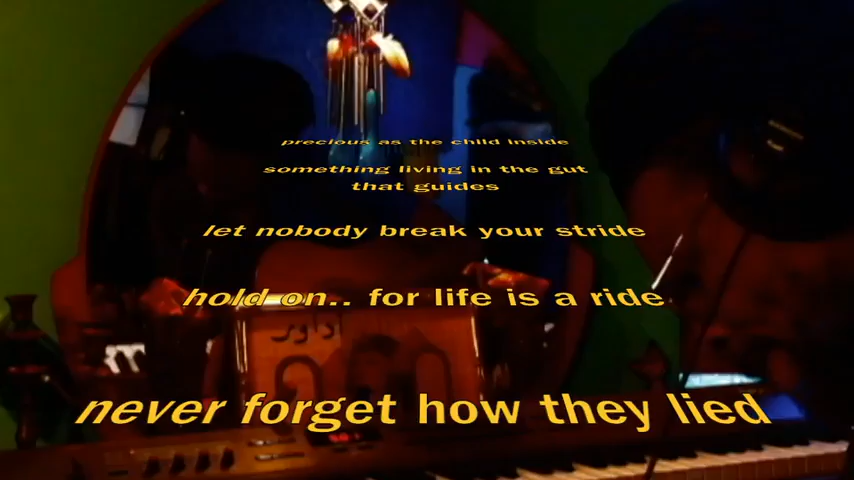 precious as the child inside
something living in the gut
that guides
let nobody break your stride
hold on.. for life is a ride
never forget how they lied